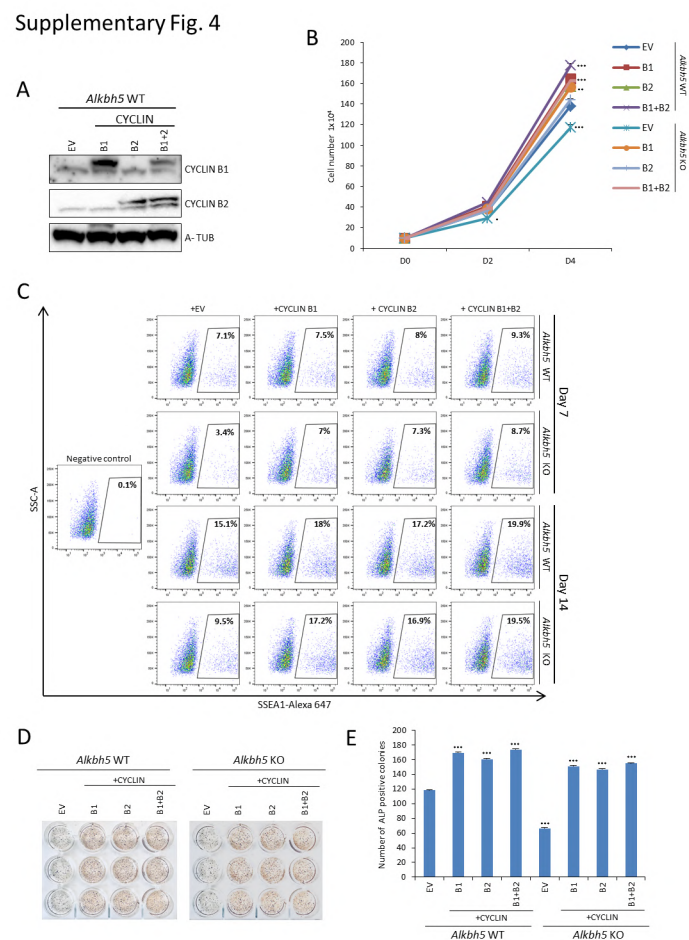 Supplementary Fig. 4
A
Alkbh5 WT
CYCLIN
EV B1 B2 B1+2
CYCLIN B1
CYCLIN B2
A- TUB
B
Cell number 1x10⁴
200
180
160
140
120
100
80
60
40
20
0
D0 D2 D4
***
***
**
***
*
EV
B1
B2
B1+B2
Alkbh5 WT
EV
B1
B2
B1+B2
Alkbh5 KO
C
+EV +CYCLIN B1 + CYCLIN B2 + CYCLIN B1+B2
7.1% 7.5% 8% 9.3%
Alkbh5 WT
3.4% 7% 7.3% 8.7%
Alkbh5 KO
Day 7
Negative control
0.1%
SSC-A
15.1% 18% 17.2% 19.9%
Alkbh5 WT
9.5% 17.2% 16.9% 19.5%
Alkbh5 KO
Day 14
SSEA1-Alexa 647
D
Alkbh5 WT Alkbh5 KO
+CYCLIN +CYCLIN
EV B1 B2 B1+B2 EV B1 B2 B1+B2
E
Number of ALP positive colonies
200
180
160
140
120
100
80
60
40
20
0
*** *** *** *** *** *** ***
EV B1 B2 B1+B2 EV B1 B2 B1+B2
+CYCLIN +CYCLIN
Alkbh5 WT Alkbh5 KO